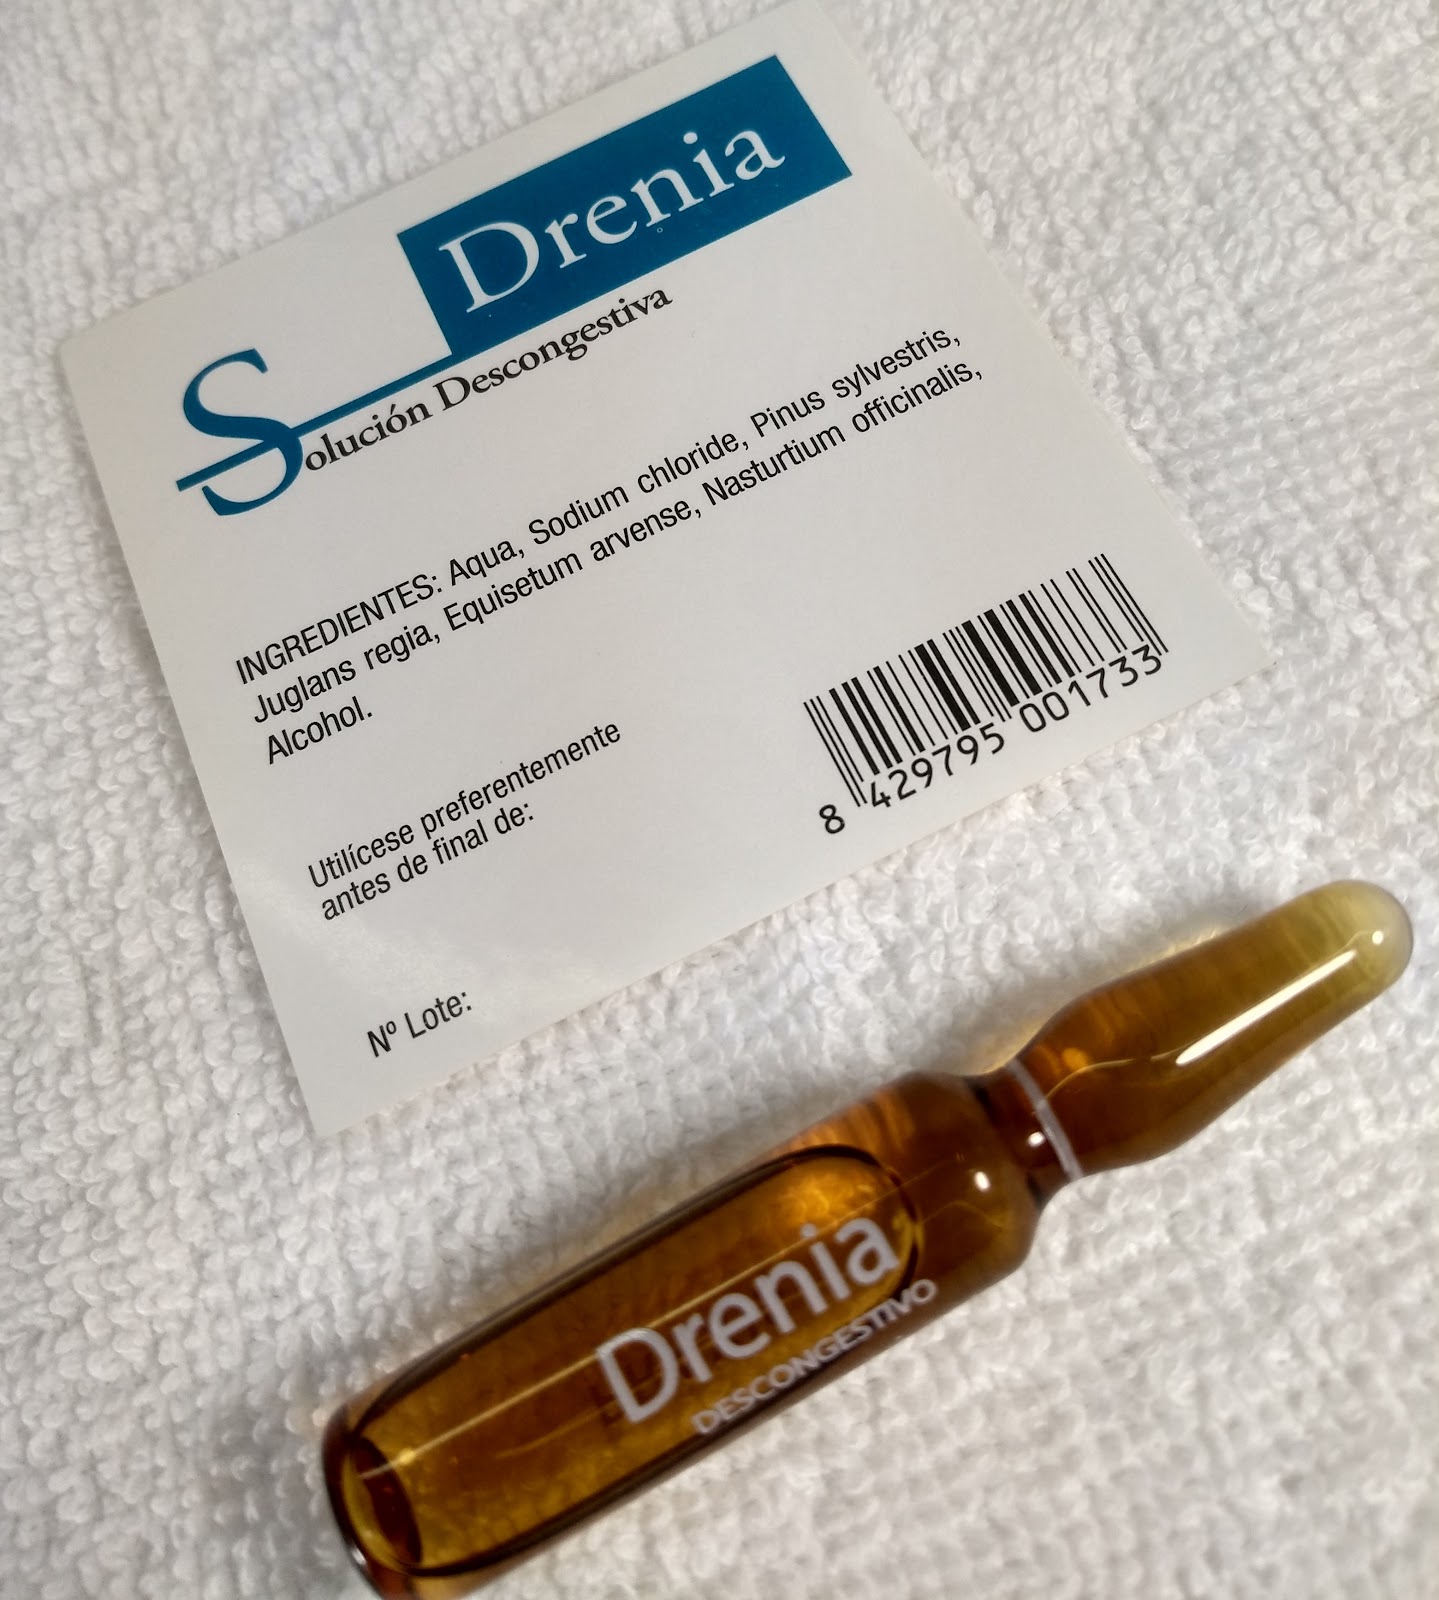 Drenia
Solución Descongestiva
INGREDIENTES: Aqua, Sodium chloride, Pinus sylvestris,
Juglans regia, Equisetum arvense, Nasturtium officinalis,
Alcohol.
Utilícese preferentemente
antes de final de:
8 429795 001733
Nº Lote:
Drenia
DESCONGESTIVO